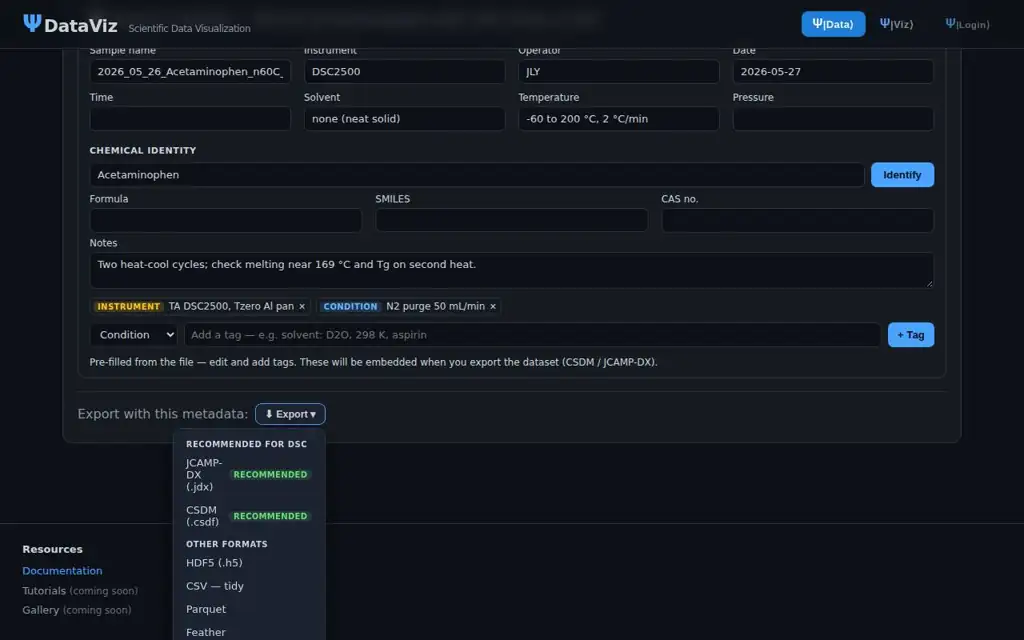 ΨDataViz Scientific Data Visualization
Ψ|Data⟩ Ψ|Viz⟩ Ψ|Login⟩
Sample name Instrument Operator Date
2026_05_26_Acetaminophen_n60C_ DSC2500 JLY 2026-05-27
Time Solvent Temperature Pressure
none (neat solid) -60 to 200 °C, 2 °C/min
CHEMICAL IDENTITY
Acetaminophen Identify
Formula SMILES CAS no.
Notes
Two heat-cool cycles; check melting near 169 °C and Tg on second heat.
INSTRUMENT TA DSC2500, Tzero Al pan × CONDITION N2 purge 50 mL/min ×
Condition Add a tag — e.g. solvent: D2O, 298 K, aspirin + Tag
Pre-filled from the file — edit and add tags. These will be embedded when you export the dataset (CSDM / JCAMP-DX).
Export with this metadata: ⬇ Export ▾
RECOMMENDED FOR DSC
JCAMP-
DX RECOMMENDED
(.jdx)
CSDM RECOMMENDED
(.csdf)
OTHER FORMATS
HDF5 (.h5)
CSV — tidy
Parquet
Feather
Resources
Documentation
Tutorials (coming soon)
Gallery (coming soon)